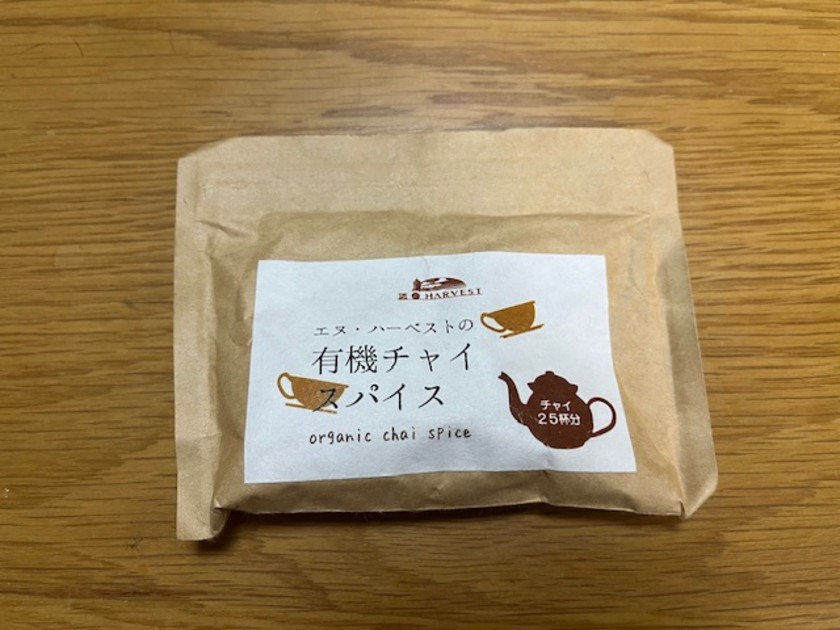 HARVEST
エヌ・ハーベストの
有機チャイ
スパイス
organic chai spice
チャイ
25杯分